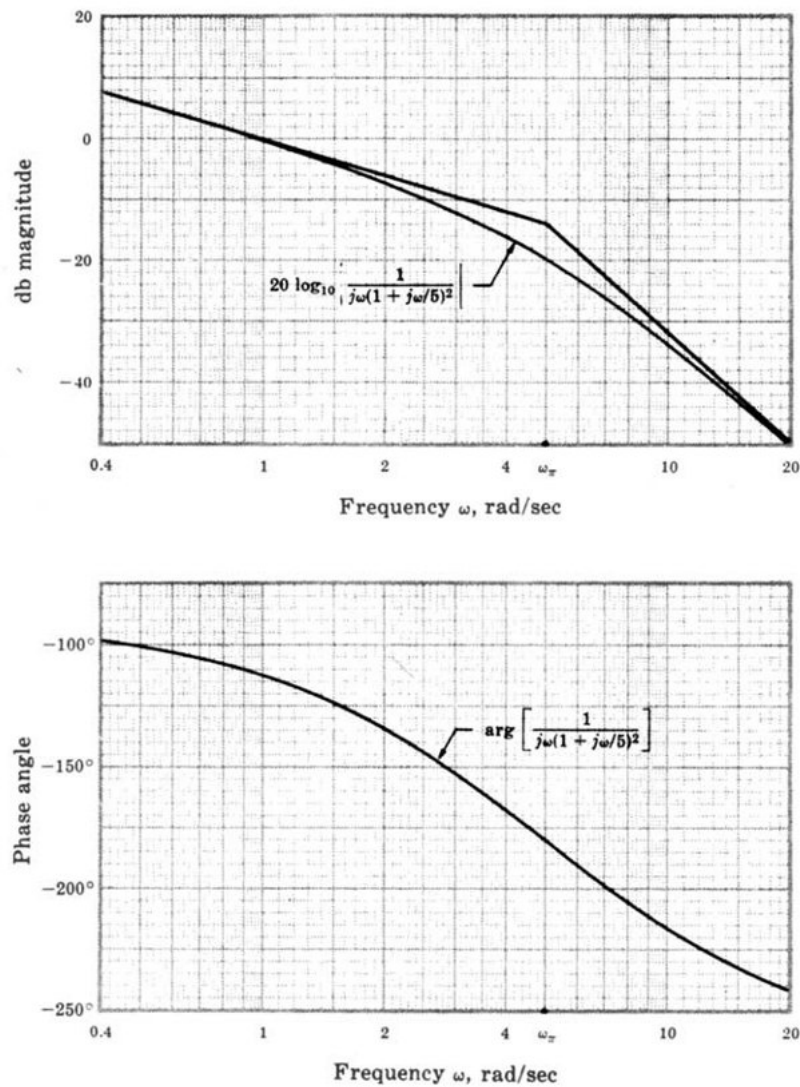 20
0
−20
−40
db magnitude
20 log₁₀ | 1 / jω(1 + jω/5)² |
0.4 1 2 4 ω_π 10 20
Frequency ω, rad/sec
−100°
−150°
−200°
−250°
Phase angle
arg [ 1 / jω(1 + jω/5)² ]
0.4 1 2 4 ω_π 10 20
Frequency ω, rad/sec